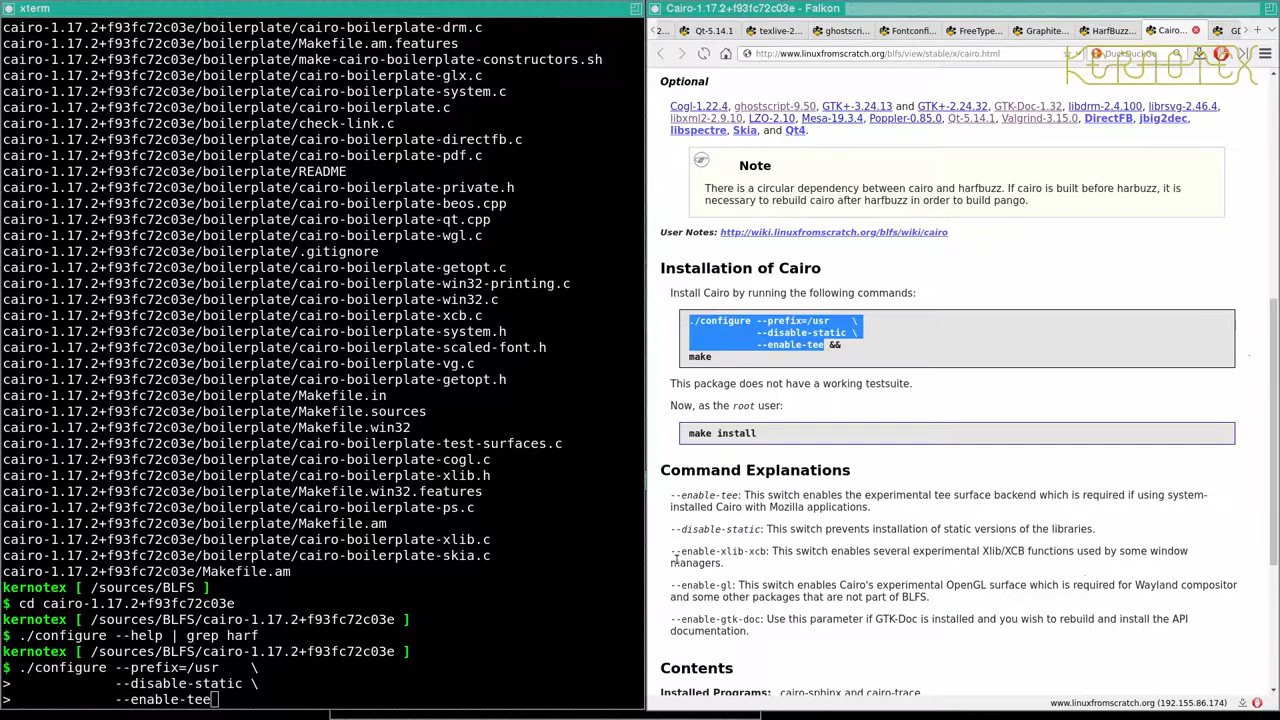 xterm
cairo-1.17.2+f93fc72c03e/boilerplate/cairo-boilerplate-drm.c
cairo-1.17.2+f93fc72c03e/boilerplate/Makefile.am.features
cairo-1.17.2+f93fc72c03e/boilerplate/make-cairo-boilerplate-constructors.sh
cairo-1.17.2+f93fc72c03e/boilerplate/cairo-boilerplate-glx.c
cairo-1.17.2+f93fc72c03e/boilerplate/cairo-boilerplate-system.c
cairo-1.17.2+f93fc72c03e/boilerplate/cairo-boilerplate.c
cairo-1.17.2+f93fc72c03e/boilerplate/check-link.c
cairo-1.17.2+f93fc72c03e/boilerplate/cairo-boilerplate-directfb.c
cairo-1.17.2+f93fc72c03e/boilerplate/cairo-boilerplate-pdf.c
cairo-1.17.2+f93fc72c03e/boilerplate/README
cairo-1.17.2+f93fc72c03e/boilerplate/cairo-boilerplate-private.h
cairo-1.17.2+f93fc72c03e/boilerplate/cairo-boilerplate-beos.cpp
cairo-1.17.2+f93fc72c03e/boilerplate/cairo-boilerplate-qt.cpp
cairo-1.17.2+f93fc72c03e/boilerplate/cairo-boilerplate-wgl.c
cairo-1.17.2+f93fc72c03e/boilerplate/.gitignore
cairo-1.17.2+f93fc72c03e/boilerplate/cairo-boilerplate-getopt.c
cairo-1.17.2+f93fc72c03e/boilerplate/cairo-boilerplate-win32-printing.c
cairo-1.17.2+f93fc72c03e/boilerplate/cairo-boilerplate-win32.c
cairo-1.17.2+f93fc72c03e/boilerplate/cairo-boilerplate-xcb.c
cairo-1.17.2+f93fc72c03e/boilerplate/cairo-boilerplate-system.h
cairo-1.17.2+f93fc72c03e/boilerplate/cairo-boilerplate-scaled-font.h
cairo-1.17.2+f93fc72c03e/boilerplate/cairo-boilerplate-vg.c
cairo-1.17.2+f93fc72c03e/boilerplate/cairo-boilerplate-getopt.h
cairo-1.17.2+f93fc72c03e/boilerplate/Makefile.in
cairo-1.17.2+f93fc72c03e/boilerplate/Makefile.sources
cairo-1.17.2+f93fc72c03e/boilerplate/Makefile.win32
cairo-1.17.2+f93fc72c03e/boilerplate/cairo-boilerplate-test-surfaces.c
cairo-1.17.2+f93fc72c03e/boilerplate/cairo-boilerplate-cogl.c
cairo-1.17.2+f93fc72c03e/boilerplate/cairo-boilerplate-xlib.h
cairo-1.17.2+f93fc72c03e/boilerplate/Makefile.win32.features
cairo-1.17.2+f93fc72c03e/boilerplate/cairo-boilerplate-ps.c
cairo-1.17.2+f93fc72c03e/boilerplate/Makefile.am
cairo-1.17.2+f93fc72c03e/boilerplate/cairo-boilerplate-xlib.c
cairo-1.17.2+f93fc72c03e/boilerplate/cairo-boilerplate-skia.c
cairo-1.17.2+f93fc72c03e/Makefile.am
kernotex [ /sources/BLFS ]
$ cd cairo-1.17.2+f93fc72c03e
kernotex [ /sources/BLFS/cairo-1.17.2+f93fc72c03e ]
$ ./configure --help | grep harf
kernotex [ /sources/BLFS/cairo-1.17.2+f93fc72c03e ]
$ ./configure --prefix=/usr    \
>             --disable-static \
>             --enable-tee
Cairo-1.17.2+f93fc72c03e - Falkon
2... Qt-5.14.1 texlive-2... ghostscri... Fontconfi... FreeType... Graphite... HarfBuzz... Cairo... GD
http://www.linuxfromscratch.org/blfs/view/stable/x/cairo.html DuckDuckGo
KERNOTEX
Optional
Cogl-1.22.4, ghostscript-9.50, GTK+-3.24.13 and GTK+-2.24.32, GTK-Doc-1.32, libdrm-2.4.100, librsvg-2.46.4,
libxml2-2.9.10, LZO-2.10, Mesa-19.3.4, Poppler-0.85.0, Qt-5.14.1, Valgrind-3.15.0, DirectFB, jbig2dec,
libspectre, Skia, and Qt4.
Note
There is a circular dependency between cairo and harfbuzz. If cairo is built before harbuzz, it is
necessary to rebuild cairo after harfbuzz in order to build pango.
User Notes: http://wiki.linuxfromscratch.org/blfs/wiki/cairo
Installation of Cairo
Install Cairo by running the following commands:
./configure --prefix=/usr    \
--disable-static \
--enable-tee &&
make
This package does not have a working testsuite.
Now, as the root user:
make install
Command Explanations
--enable-tee: This switch enables the experimental tee surface backend which is required if using system-
installed Cairo with Mozilla applications.
--disable-static: This switch prevents installation of static versions of the libraries.
--enable-xlib-xcb: This switch enables several experimental Xlib/XCB functions used by some window
managers.
--enable-gl: This switch enables Cairo's experimental OpenGL surface which is required for Wayland compositor
and some other packages that are not part of BLFS.
--enable-gtk-doc: Use this parameter if GTK-Doc is installed and you wish to rebuild and install the API
documentation.
Contents
Installed Programs: cairo-sphinx and cairo-trace
www.linuxfromscratch.org (192.155.86.174)